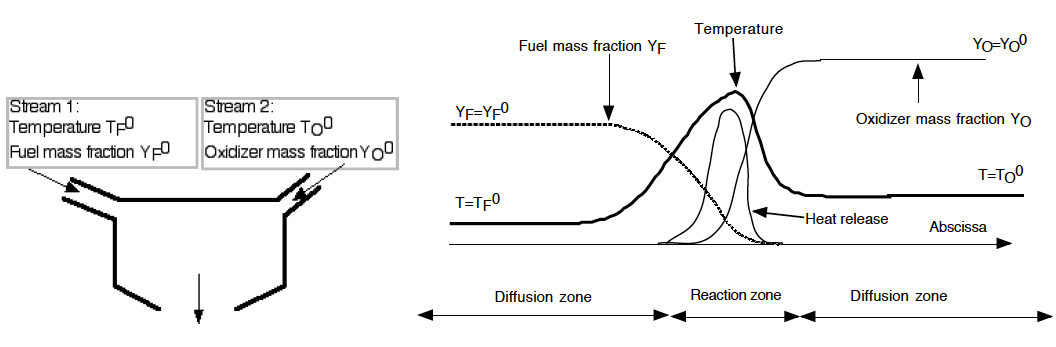 Stream 1:
Temperature TF0
Fuel mass fraction YF0
Stream 2:
Temperature TO0
Oxidizer mass fraction YO0
Temperature
Fuel mass fraction YF
YO=YO0
YF=YF0
Oxidizer mass fraction YO
T=TF0
T=TO0
Heat release
Abscissa
Diffusion zone
Reaction zone
Diffusion zone